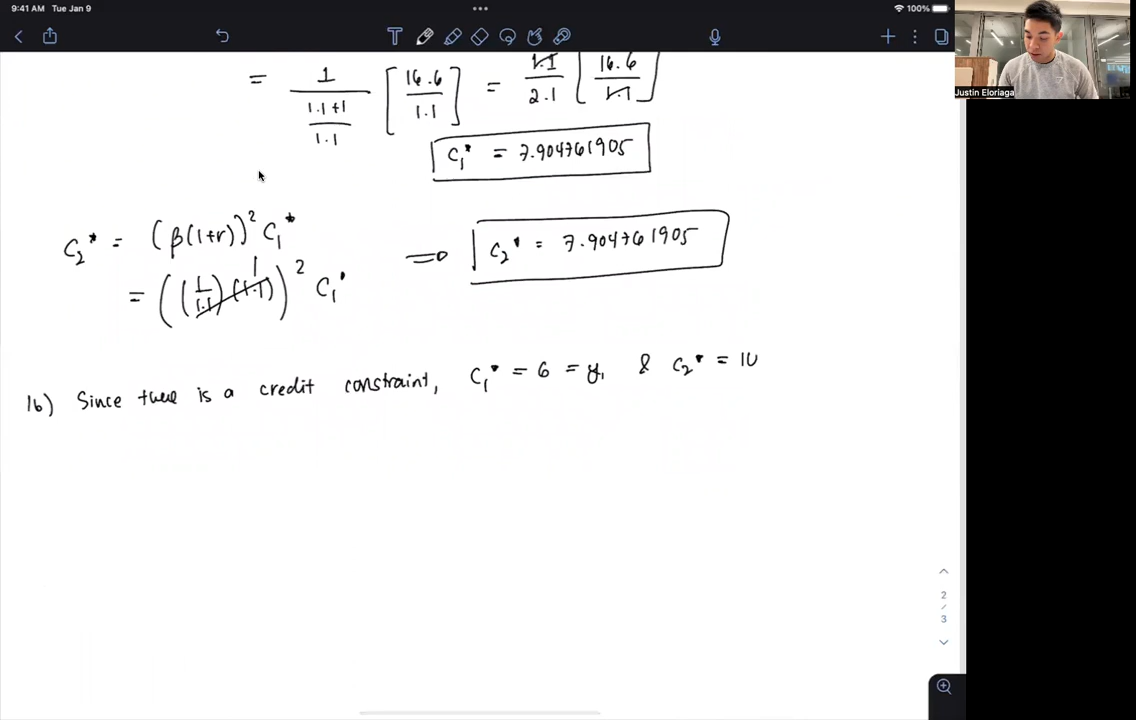 9:41 AM Tue Jan 9
100%
Justin Eloriaga
= 1 / ((1.1+1)/1.1) [16.6/1.1] = 1.1/2.1 [16.6/1.1]
C₁* = 7.904761905
C₂* = (β(1+r))² C₁*
⇒ C₂* = 7.904761905
= ((1/1.1)(1.1))² C₁* 1
1b) Since there is a credit constraint, C₁* = 6 = y₁ & C₂* = 10
2
/
3